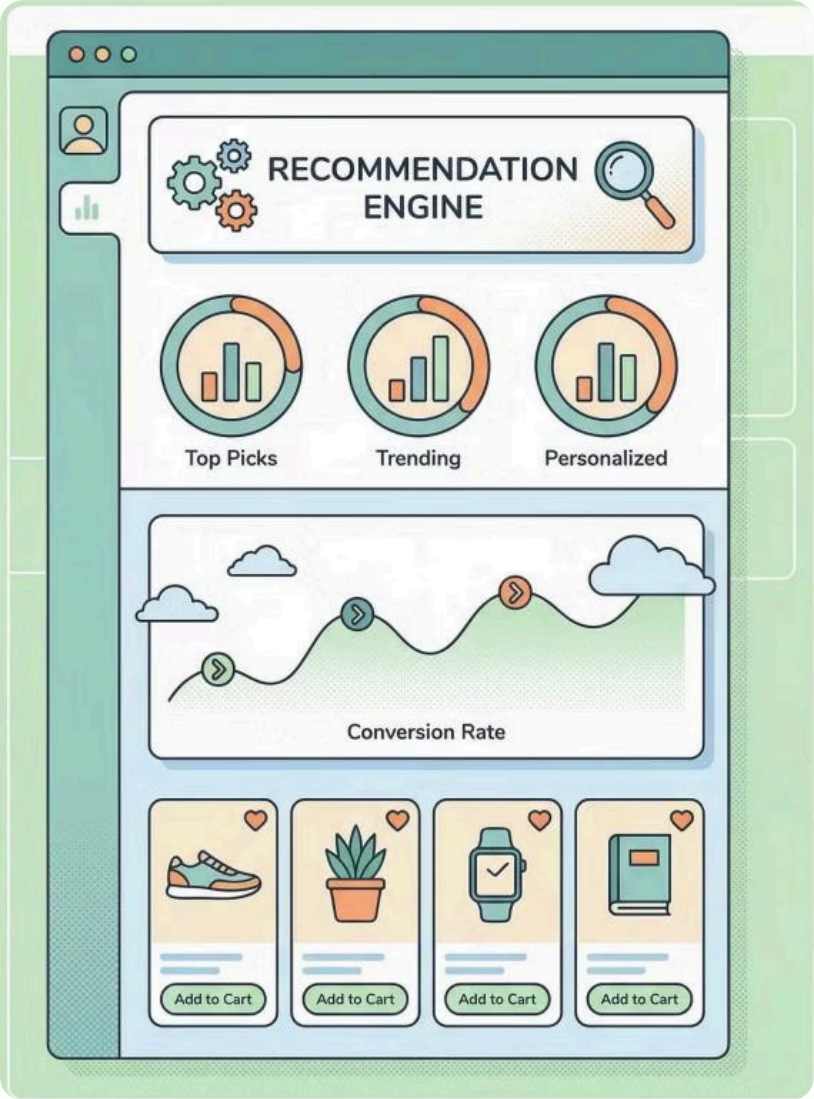 RECOMMENDATION
ENGINE
Top Picks
Trending
Personalized
Conversion Rate
Add to Cart
Add to Cart
Add to Cart
Add to Cart